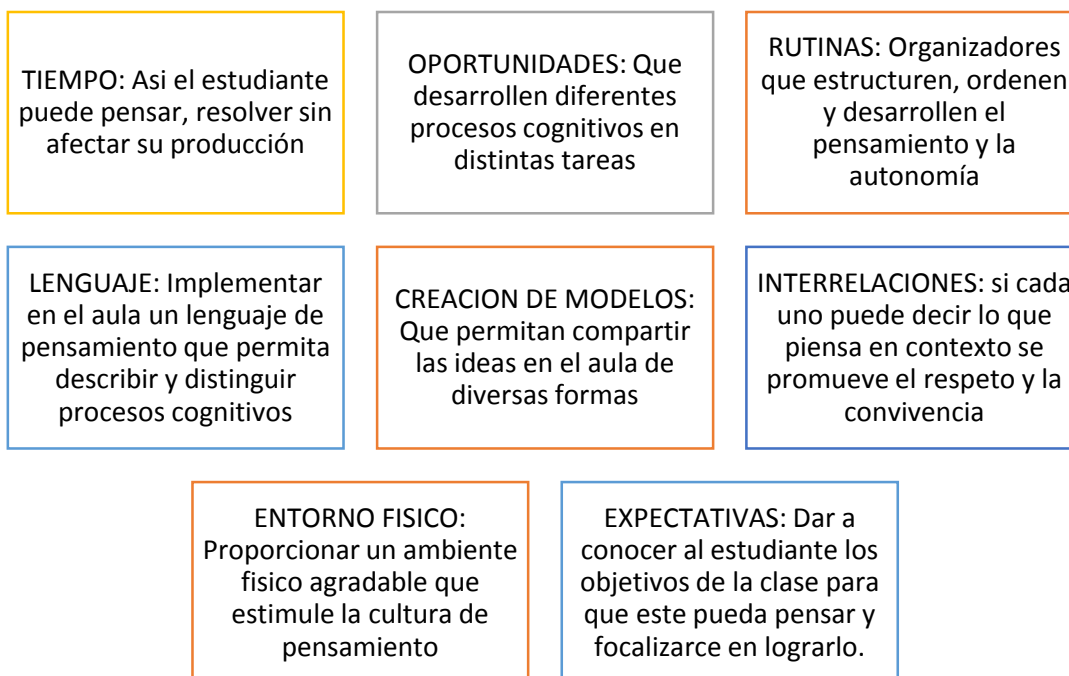 TIEMPO: Asi el estudiante
puede pensar, resolver sin
afectar su producción
OPORTUNIDADES: Que
desarrollen diferentes
procesos cognitivos en
distintas tareas
RUTINAS: Organizadores
que estructuren, ordenen
y desarrollen el
pensamiento y la
autonomía
LENGUAJE: Implementar
en el aula un lenguaje de
pensamiento que permita
describir y distinguir
procesos cognitivos
CREACION DE MODELOS:
Que permitan compartir
las ideas en el aula de
diversas formas
INTERRELACIONES: si cada
uno puede decir lo que
piensa en contexto se
promueve el respeto y la
convivencia
ENTORNO FISICO:
Proporcionar un ambiente
fisico agradable que
estimule la cultura de
pensamiento
EXPECTATIVAS: Dar a
conocer al estudiante los
objetivos de la clase para
que este pueda pensar y
focalizarce en lograrlo.